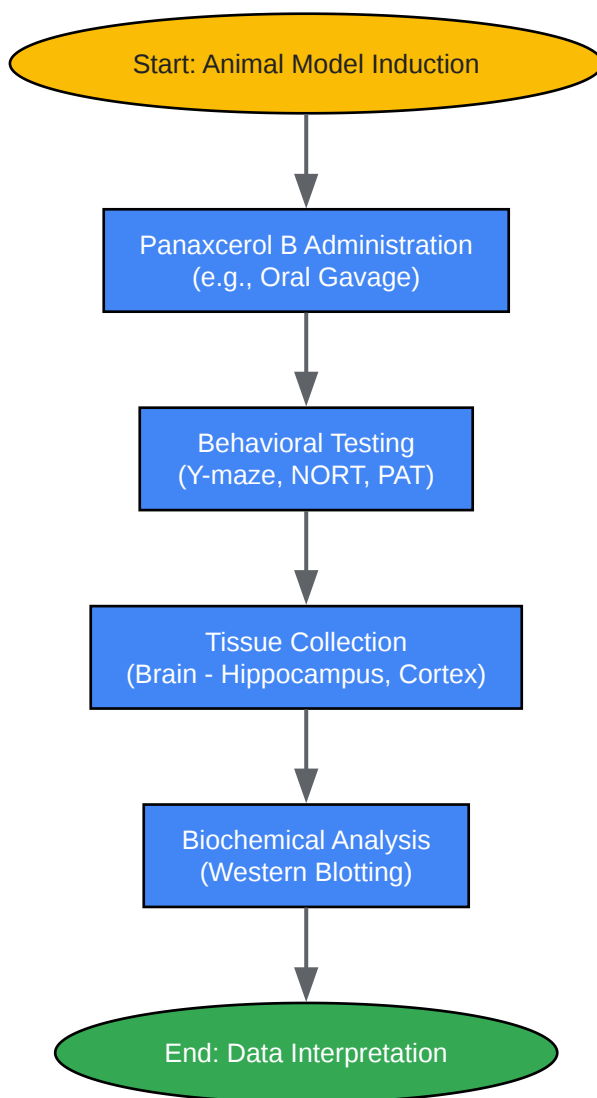 Start: Animal Model Induction
Panaxcerol B Administration
(e.g., Oral Gavage)
Behavioral Testing
(Y-maze, NORT, PAT)
Tissue Collection
(Brain - Hippocampus, Cortex)
Biochemical Analysis
(Western Blotting)
End: Data Interpretation